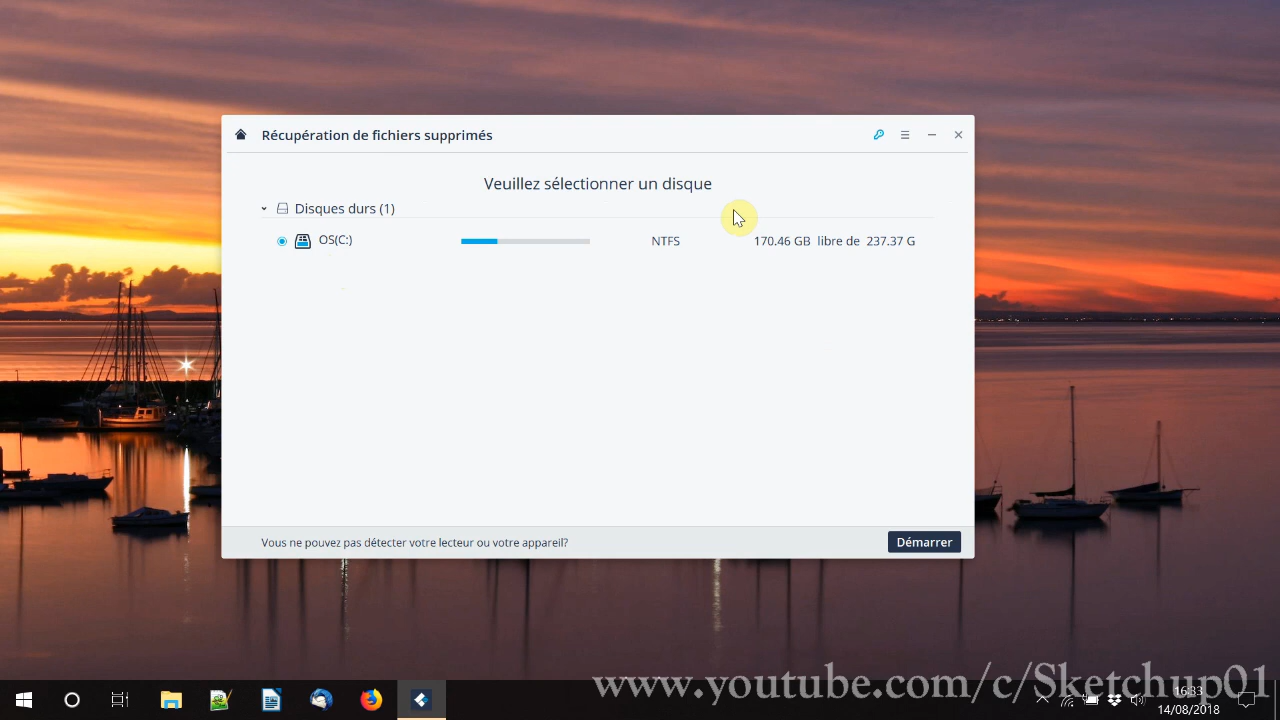 Récupération de fichiers supprimés
Veuillez sélectionner un disque
Disques durs (1)
OS(C:) NTFS 170.46 GB libre de 237.37 G
Vous ne pouvez pas détecter votre lecteur ou votre appareil?
Démarrer
www.youtube.com/c/Sketchup01
16:33
14/08/2018